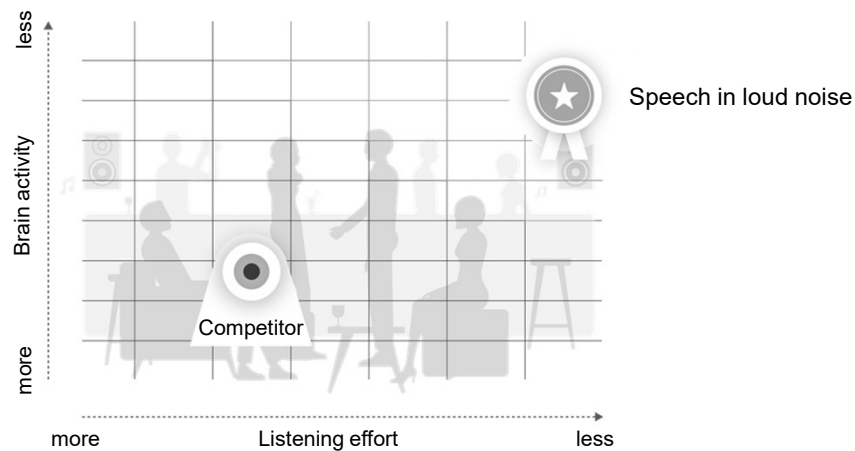 less
Speech in loud noise
Brain activity
Competitor
more
more
Listening effort
less